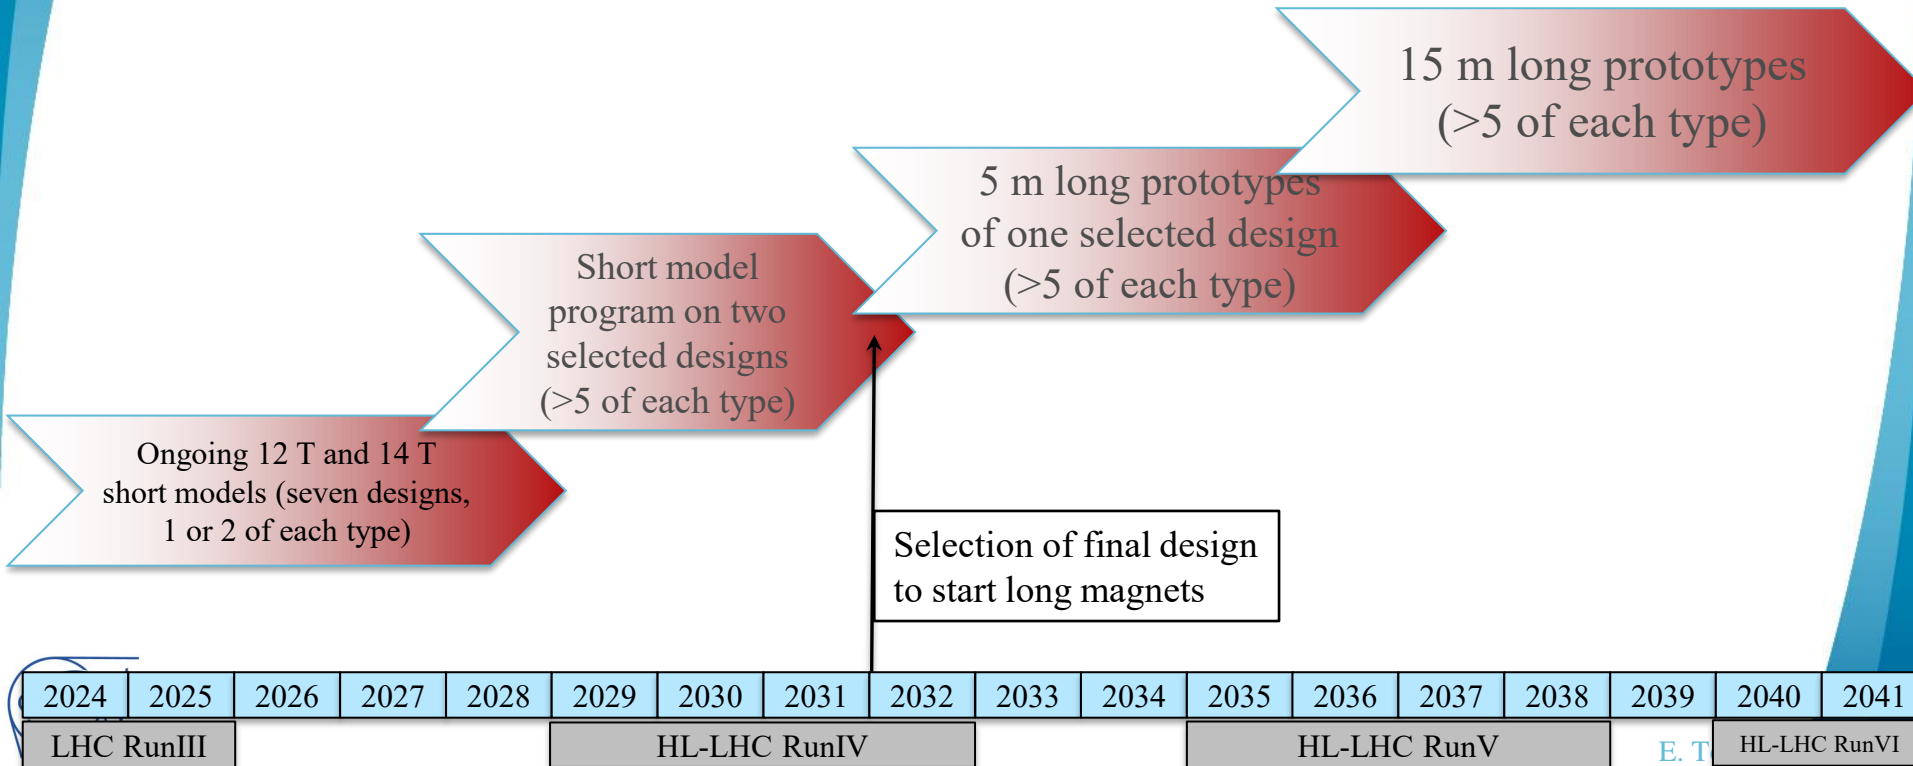 15 m long prototypes
(>5 of each type)
5 m long prototypes
of one selected design
(>5 of each type)
Short model
program on two
selected designs
(>5 of each type)
Ongoing 12 T and 14 T
short models (seven designs,
1 or 2 of each type)
Selection of final design
to start long magnets
2024 2025 2026 2027 2028 2029 2030 2031 2032 2033 2034 2035 2036 2037 2038 2039 2040 2041
LHC RunIII HL-LHC RunIV HL-LHC RunV E. HL-LHC RunVI